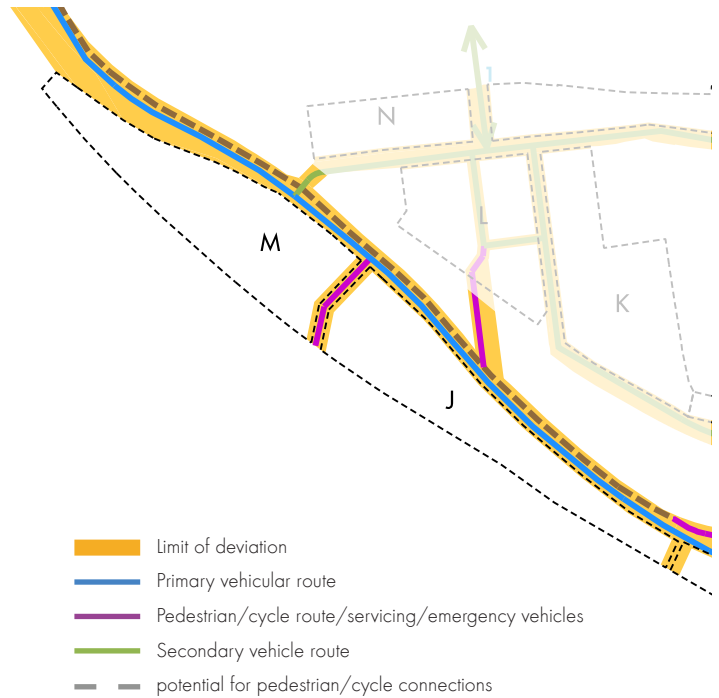 1
N
L
M
K
J
Limit of deviation
Primary vehicular route
Pedestrian/cycle route/servicing/emergency vehicles
Secondary vehicle route
potential for pedestrian/cycle connections